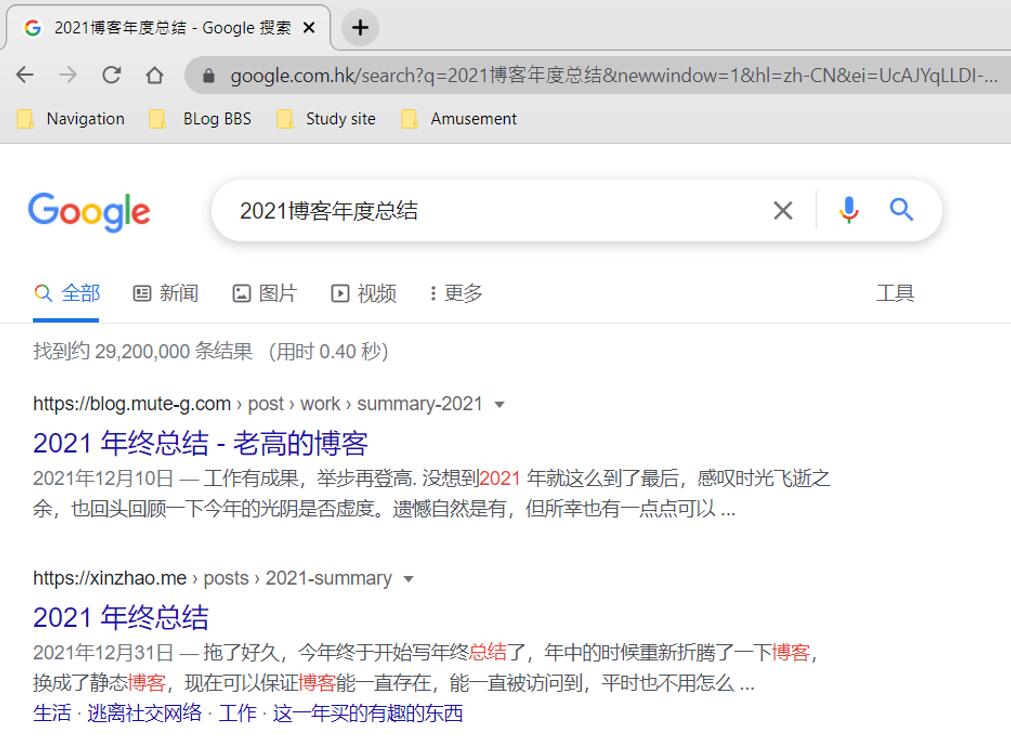 2021博客年度总结 - Google 搜索
google.com.hk/search?q=2021博客年度总结&newwindow=1&hl=zh-CN&ei=UcAJYqLLDI-...
Navigation BLog BBS Study site Amusement
Google 2021博客年度总结
全部 新闻 图片 视频 更多 工具
找到约 29,200,000 条结果 （用时 0.40 秒）
https://blog.mute-g.com › post › work › summary-2021
2021 年终总结 - 老高的博客
2021年12月10日 — 工作有成果，举步再登高. 没想到2021 年就这么到了最后，感叹时光飞逝之
余，也回头回顾一下今年的光阴是否虚度。遗憾自然是有，但所幸也有一点点可以 ...
https://xinzhao.me › posts › 2021-summary
2021 年终总结
2021年12月31日 — 拖了好久，今年终于开始写年终总结了，年中的时候重新折腾了一下博客，
换成了静态博客，现在可以保证博客能一直存在，能一直被访问到，平时也不用怎么 ...
生活 · 逃离社交网络 · 工作 · 这一年买的有趣的东西